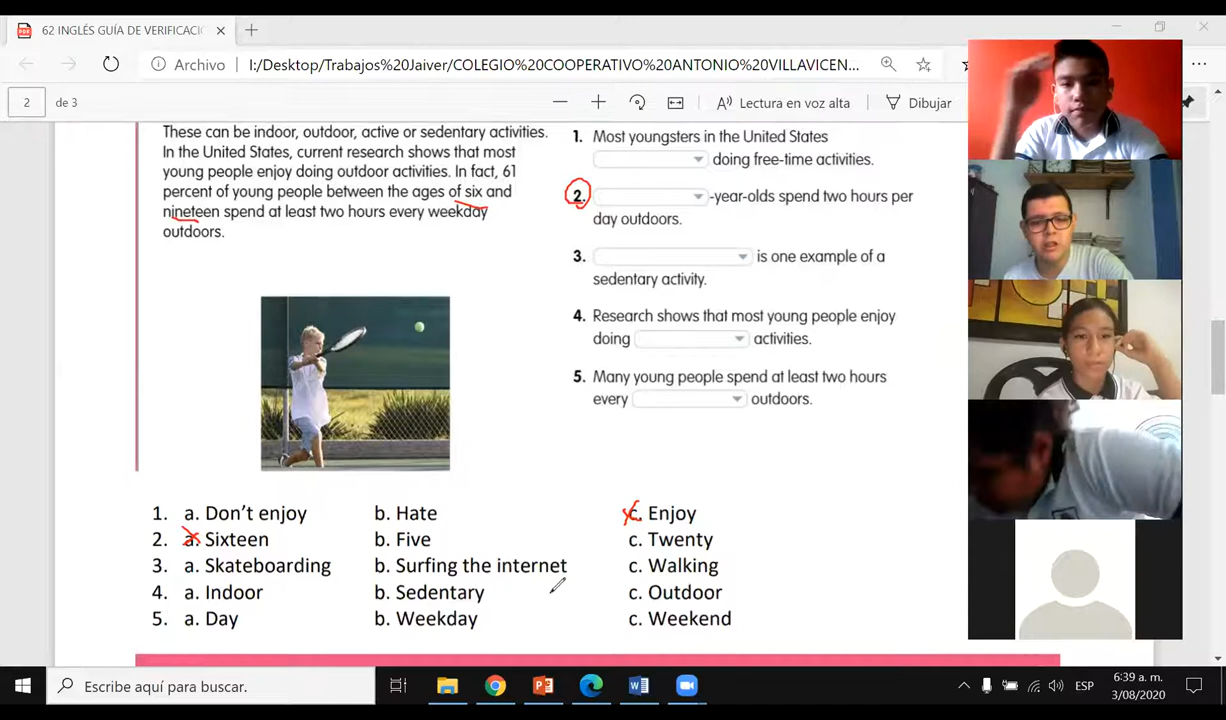 62 INGLÉS GUÍA DE VERIFICACI
Archivo
I:/Desktop/Trabajos%20Jaiver/COLEGIO%20COOPERATIVO%20ANTONIO%20VILLAVICEN...
2 de 3
Lectura en voz alta
Dibujar
These can be indoor, outdoor, active or sedentary activities.
In the United States, current research shows that most
young people enjoy doing outdoor activities. In fact, 61
percent of young people between the ages of six and
nineteen spend at least two hours every weekday
outdoors.
1. Most youngsters in the United States
doing free-time activities.
2. -year-olds spend two hours per
day outdoors.
3. is one example of a
sedentary activity.
4. Research shows that most young people enjoy
doing activities.
5. Many young people spend at least two hours
every outdoors.
1. a. Don't enjoy b. Hate c. Enjoy
2. a. Sixteen b. Five c. Twenty
3. a. Skateboarding b. Surfing the internet c. Walking
4. a. Indoor b. Sedentary c. Outdoor
5. a. Day b. Weekday c. Weekend
Escribe aquí para buscar.
ESP
6:39 a. m.
3/08/2020